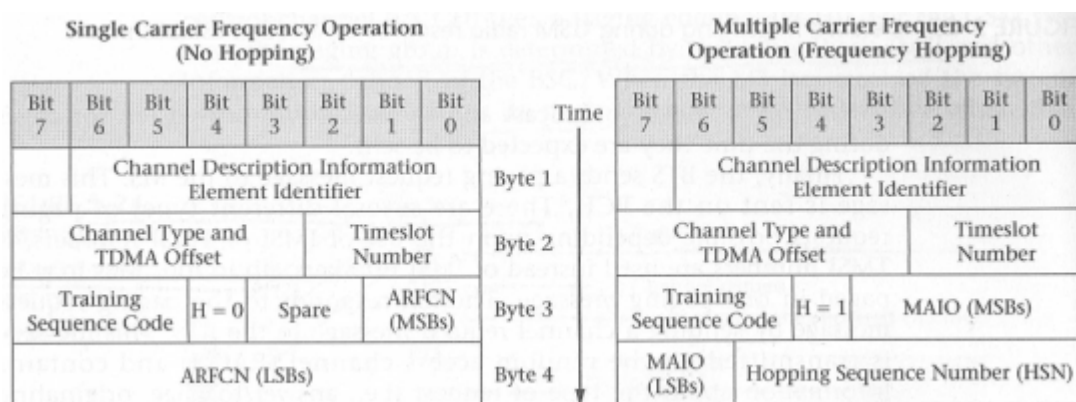 Single Carrier Frequency Operation
(No Hopping)
Bit 7 Bit 6 Bit 5 Bit 4 Bit 3 Bit 2 Bit 1 Bit 0
Channel Description Information
Element Identifier
Channel Type and
TDMA Offset
Timeslot
Number
Training
Sequence Code
H = 0
Spare
ARFCN
(MSBs)
ARFCN (LSBs)
Time
Byte 1
Byte 2
Byte 3
Byte 4
Multiple Carrier Frequency
Operation (Frequency Hopping)
Bit 7 Bit 6 Bit 5 Bit 4 Bit 3 Bit 2 Bit 1 Bit 0
Channel Description Information
Element Identifier
Channel Type and
TDMA Offset
Timeslot
Number
Training
Sequence Code
H = 1
MAIO (MSBs)
MAIO
(LSBs)
Hopping Sequence Number (HSN)